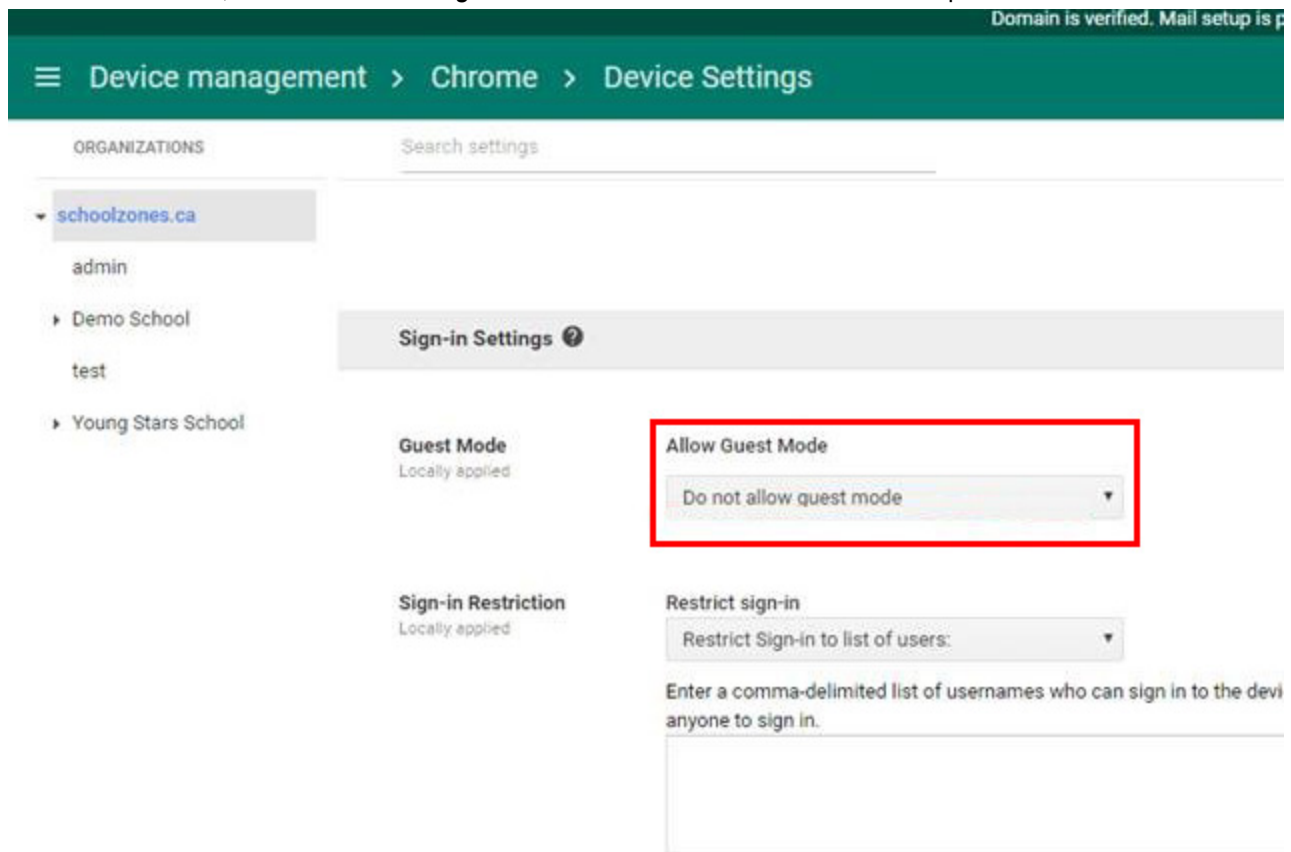 Domain is verified. Mail setup is
Device management > Chrome > Device Settings
ORGANIZATIONS
Search settings
schoolzones.ca
admin
Demo School
Sign-in Settings
test
Young Stars School
Guest Mode
Allow Guest Mode
Locally applied
Do not allow guest mode
Sign-in Restriction
Restrict sign-in
Locally applied
Restrict Sign-in to list of users:
Enter a comma-delimited list of usernames who can sign in to the devi
anyone to sign in.